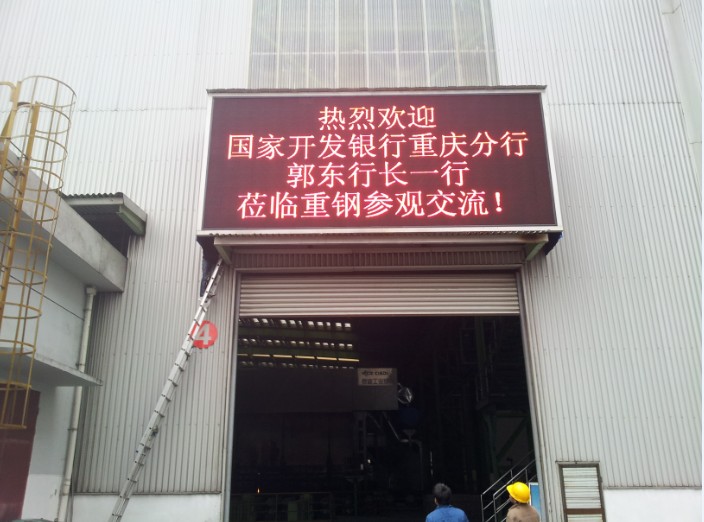 热烈欢迎
国家开发银行重庆分行
郭东行长一行
莅临重钢参观交流！
4